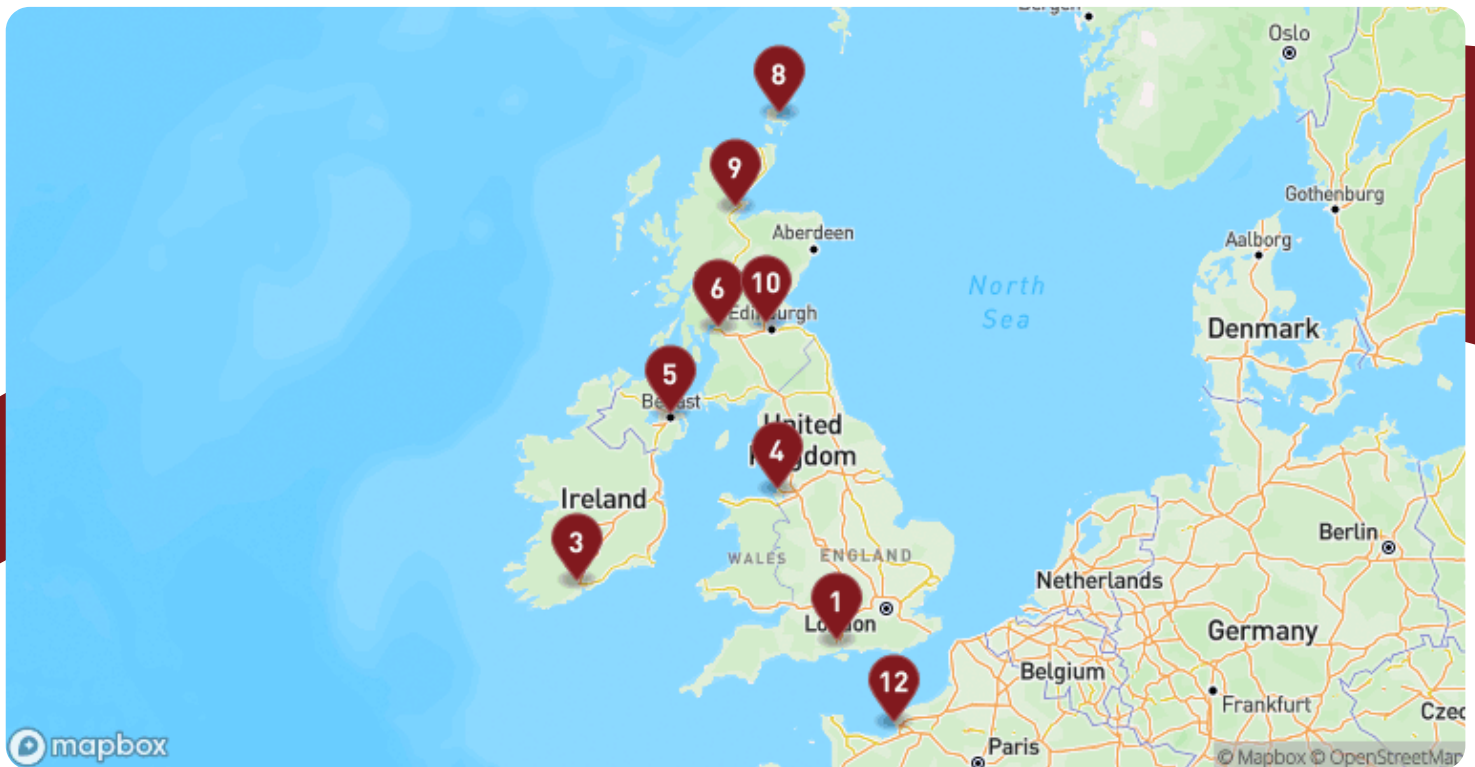 Bergen
Oslo
8
9
Gothenburg
Aberdeen
Aalborg
6
10
North
Sea
Edinburgh
Denmark
5
Belfast
United
Kingdom
4
Ireland
3
WALES
ENGLAND
Berlin
Netherlands
1
London
Germany
Belgium
12
Frankfurt
Czec
mapbox
Paris
© Mapbox © OpenStreetMap